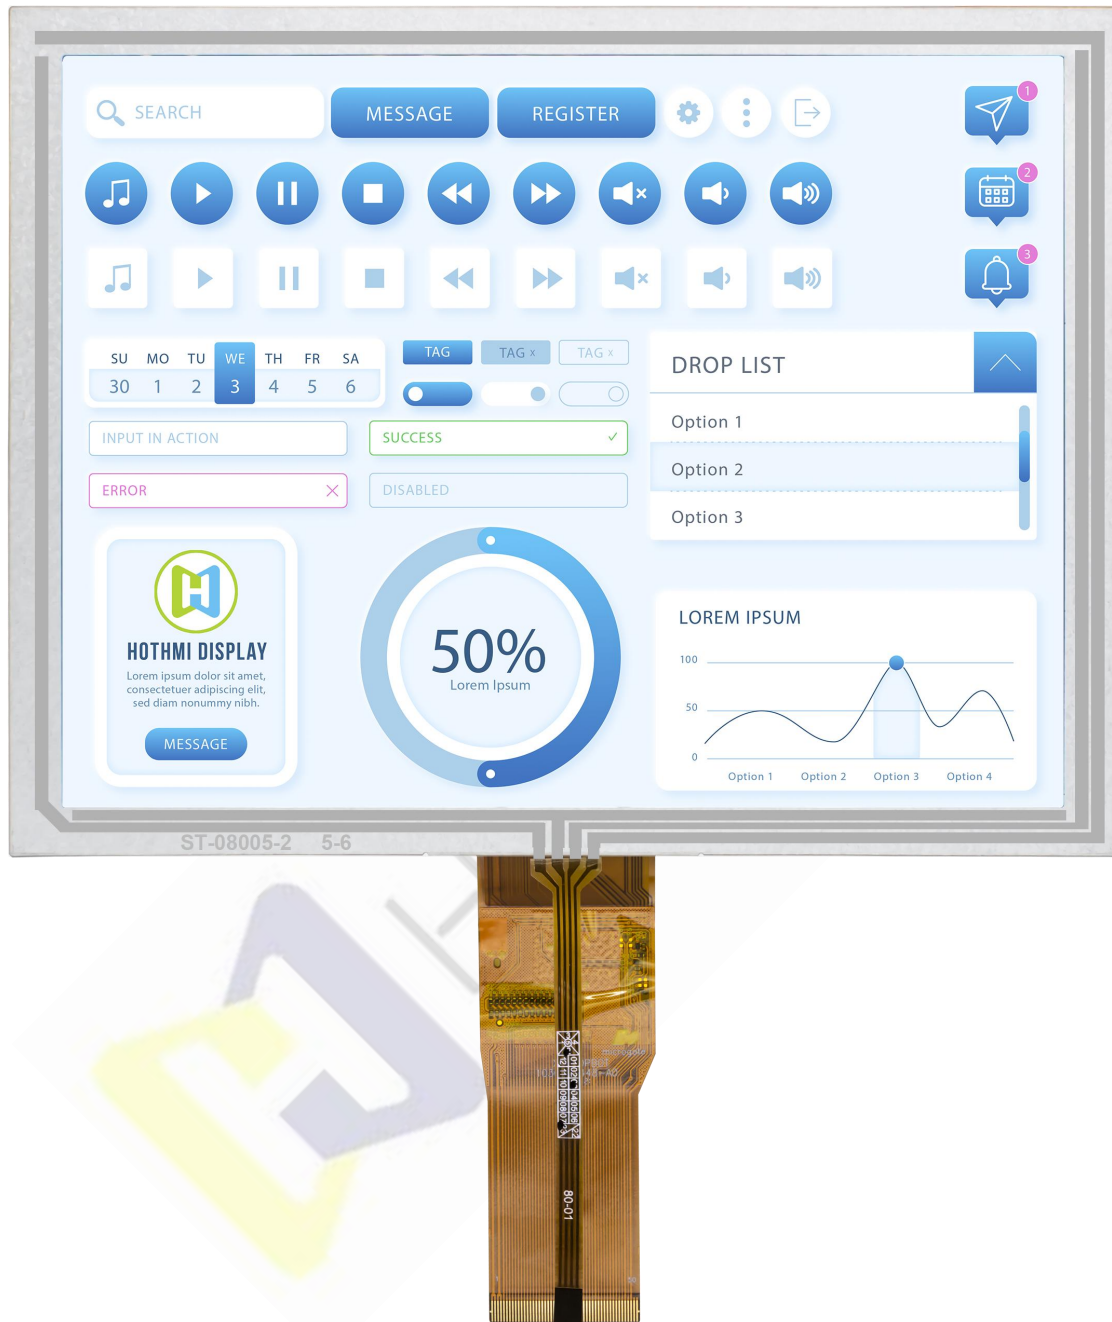 SEARCH
MESSAGE
REGISTER
1
2
3
SU MO TU WE TH FR SA
30 1 2 3 4 5 6
TAG TAG x TAG x
INPUT IN ACTION
SUCCESS
ERROR
DISABLED
DROP LIST
Option 1
Option 2
Option 3
HOTHMI DISPLAY
Lorem ipsum dolor sit amet,
consectetuer adipiscing elit,
sed diam nonummy nibh.
MESSAGE
50%
Lorem Ipsum
LOREM IPSUM
100
50
0
Option 1 Option 2 Option 3 Option 4
ST-08005-2 5-6
80-01